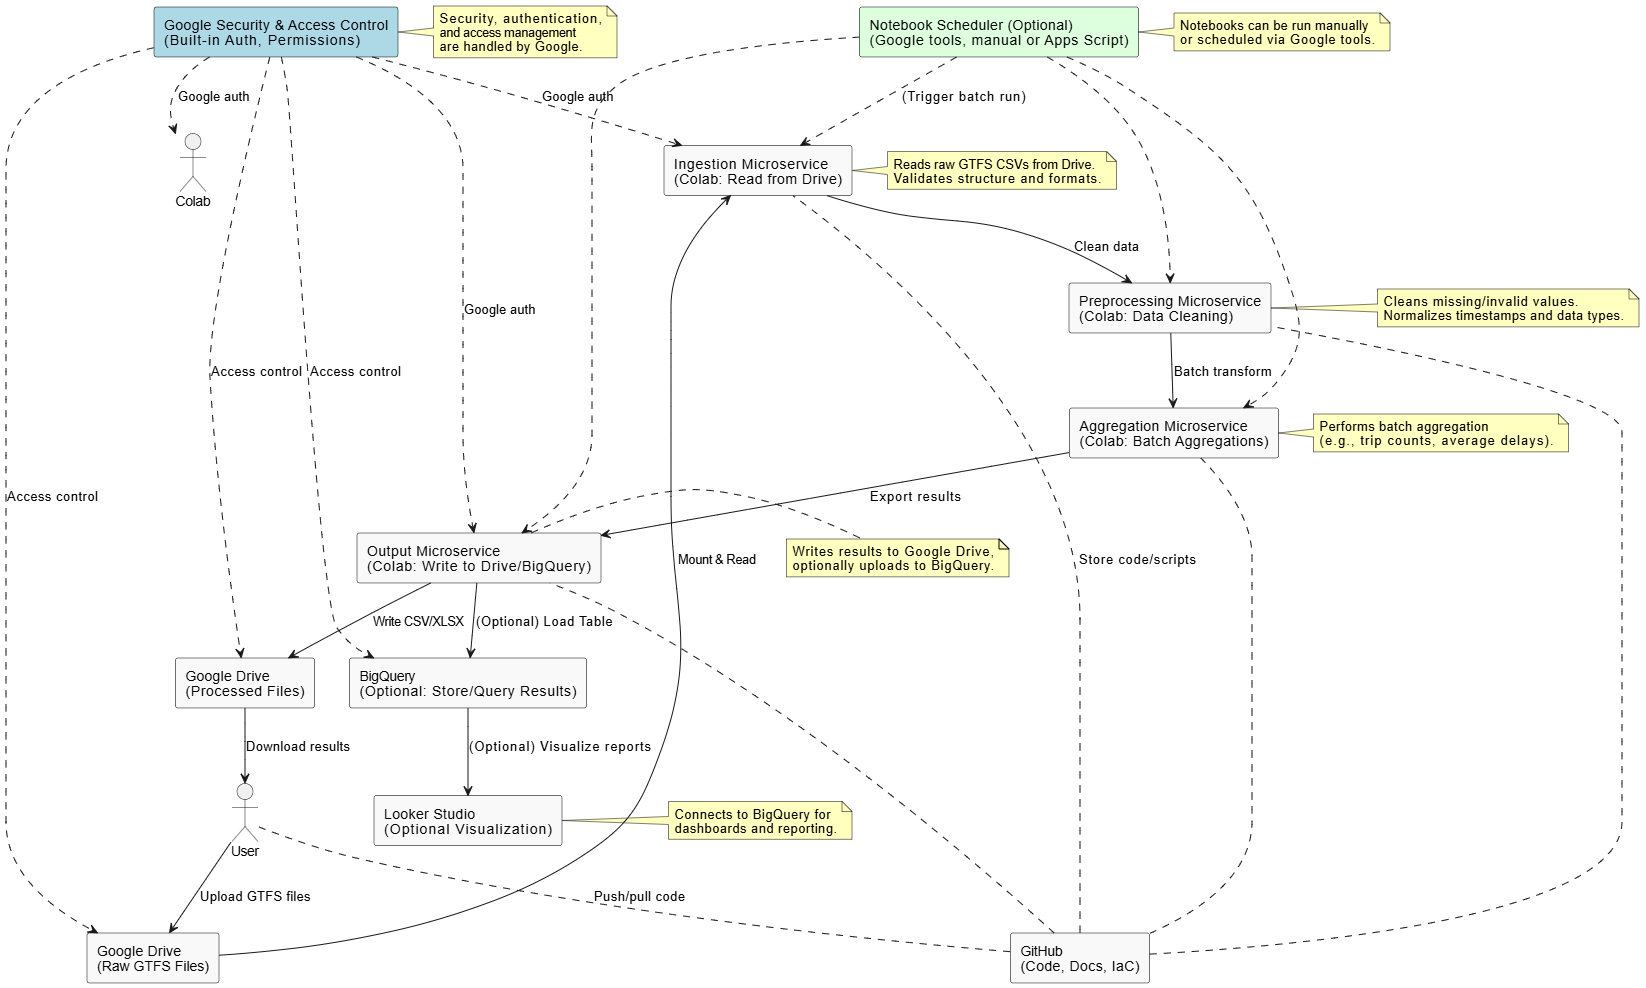 Google Security & Access Control
(Built-in Auth, Permissions)
Security, authentication,
and access management
are handled by Google.
Notebook Scheduler (Optional)
(Google tools, manual or Apps Script)
Notebooks can be run manually
or scheduled via Google tools.
Google auth
Google auth
(Trigger batch run)
Colab
Ingestion Microservice
(Colab: Read from Drive)
Reads raw GTFS CSVs from Drive.
Validates structure and formats.
Clean data
Google auth
Preprocessing Microservice
(Colab: Data Cleaning)
Cleans missing/invalid values.
Normalizes timestamps and data types.
Access control
Access control
Batch transform
Aggregation Microservice
(Colab: Batch Aggregations)
Performs batch aggregation
(e.g., trip counts, average delays).
Access control
Export results
Output Microservice
(Colab: Write to Drive/BigQuery)
Writes results to Google Drive,
optionally uploads to BigQuery.
Mount & Read
Store code/scripts
Write CSV/XLSX
(Optional) Load Table
Google Drive
(Processed Files)
BigQuery
(Optional: Store/Query Results)
Download results
(Optional) Visualize reports
Looker Studio
(Optional Visualization)
Connects to BigQuery for
dashboards and reporting.
User
Upload GTFS files
Push/pull code
Google Drive
(Raw GTFS Files)
GitHub
(Code, Docs, IaC)